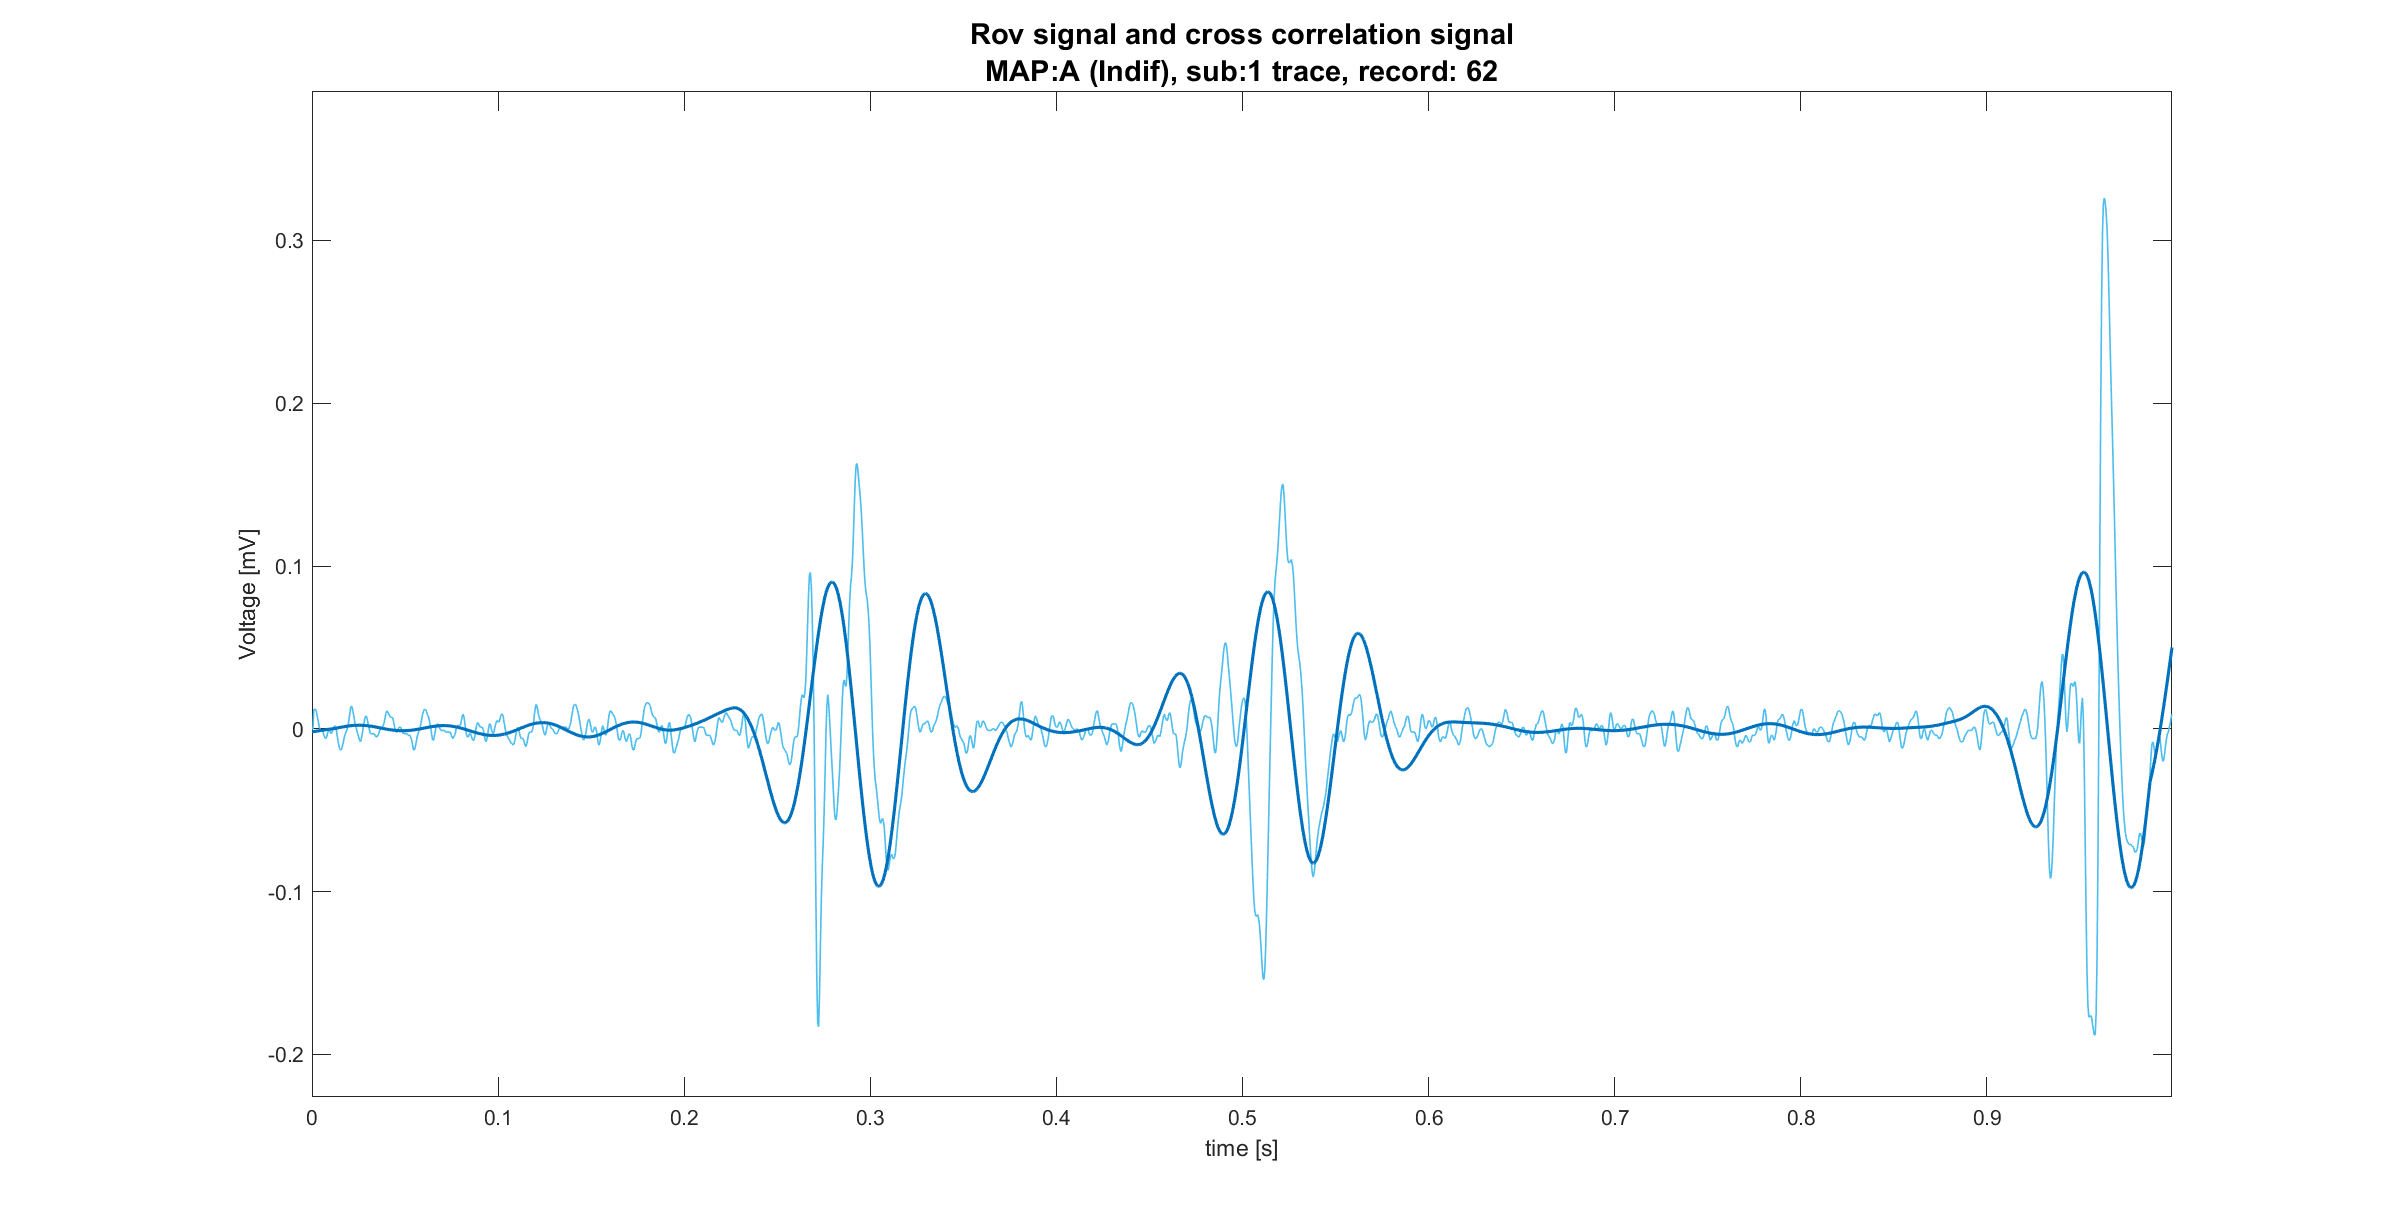 Rov signal and cross correlation signal
MAP:A (Indif), sub:1 trace, record: 62
0.3
0.2
0.1
0
-0.1
-0.2
Voltage [mV]
0 0.1 0.2 0.3 0.4 0.5 0.6 0.7 0.8 0.9
time [s]